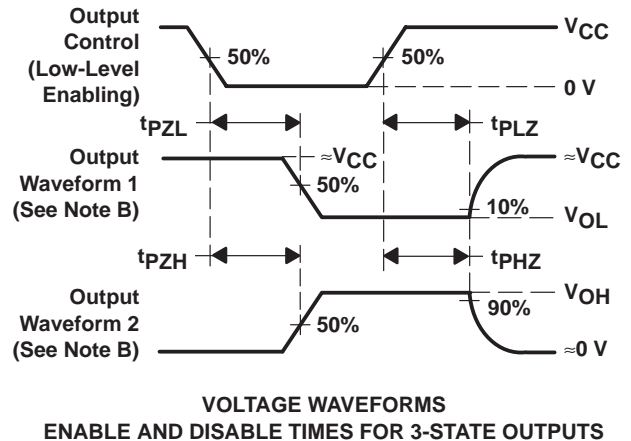 Output
Control
(Low-Level
Enabling)
50%
50%
VCC
0 V
tPZL
tPLZ
Output
Waveform 1
(See Note B)
≈VCC
50%
10%
≈VCC
VOL
tPZH
tPHZ
Output
Waveform 2
(See Note B)
50%
90%
VOH
≈0 V
VOLTAGE WAVEFORMS
ENABLE AND DISABLE TIMES FOR 3-STATE OUTPUTS